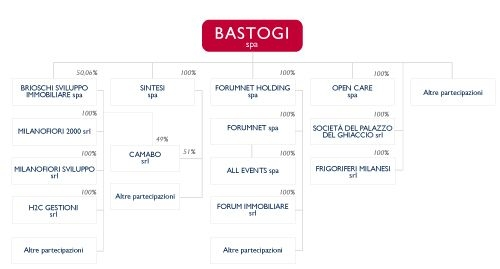 BASTOGI
spa
50,06%
100%
100%
100%
BRIOSCHI SVILUPPO
IMMOBILIARE spa
SINTESI
spa
FORUMNET HOLDING
spa
OPEN CARE
spa
Altre partecipazioni
100%
100%
100%
MILANOFIORI 2000 srl
FORUMNET spa
SOCIETÀ DEL PALAZZO
DEL GHIACCIO srl
49%
CAMABO
srl
51%
100%
100%
100%
MILANOFIORI SVILUPPO
srl
ALL EVENTS spa
FRIGORIFERI MILANESI
srl
100%
Altre partecipazioni
100%
H2C GESTIONI
srl
FORUM IMMOBILIARE
srl
Altre partecipazioni
Altre partecipazioni